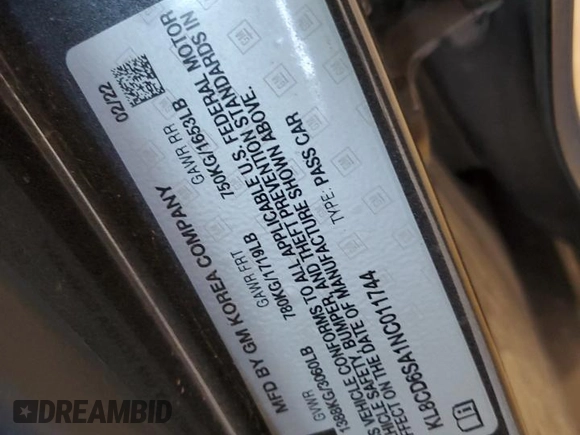 MFD BY GM KOREA COMPANY 02/22
GVWR GAWR FRT GAWR RR
1388KG/3060LB 780KG/1719LB 750KG/1653LB
VEHICLE CONFORMS TO ALL APPLICABLE U.S. FEDERAL MOTOR
VEHICLE SAFETY, BUMPER, AND THEFT PREVENTION STANDARDS IN
EFFECT ON THE DATE OF MANUFACTURE SHOWN ABOVE.
KL8CD6SA1NC011744 TYPE: PASS CAR
GM
DREAMBID